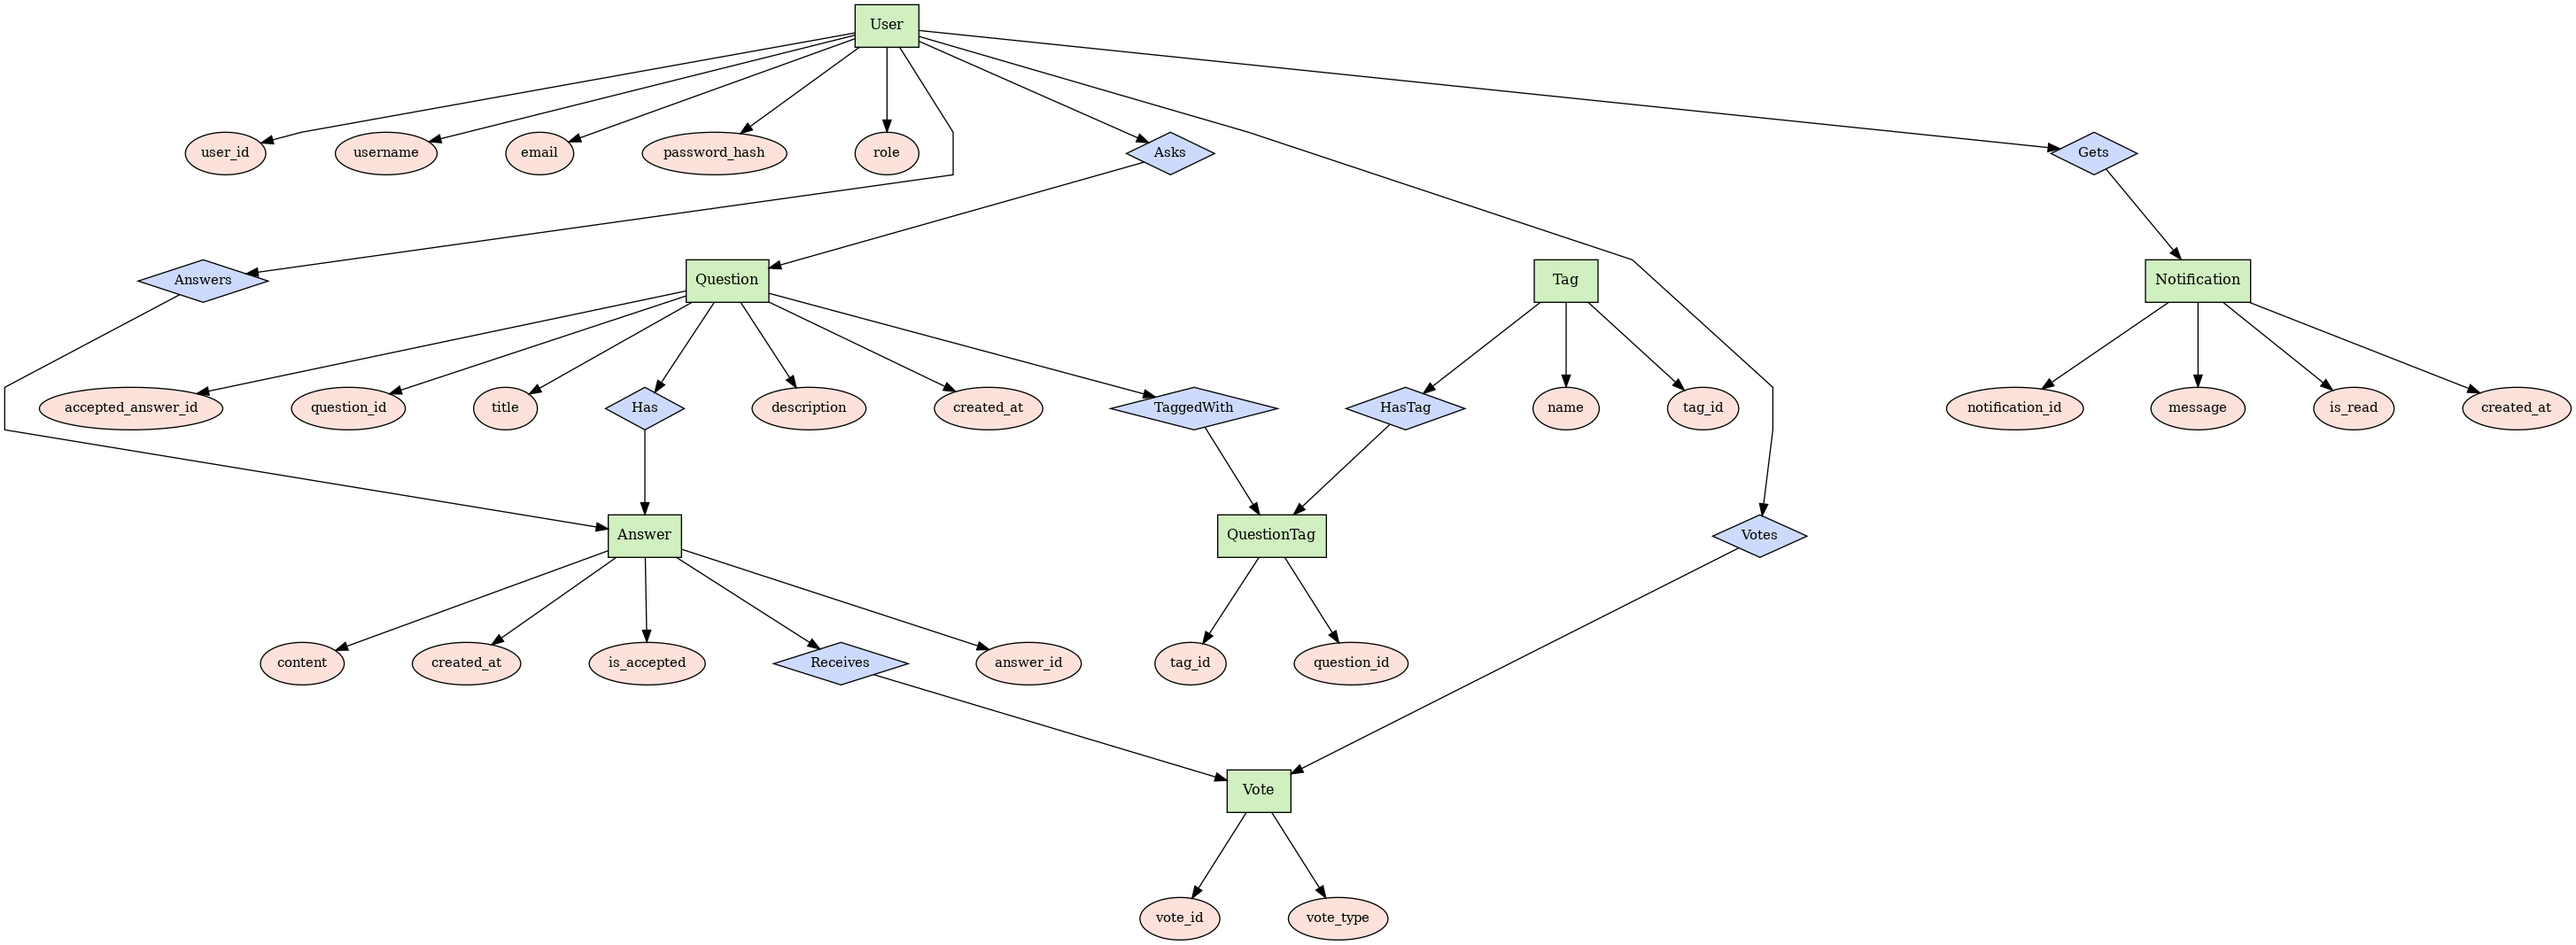 User
user_id
username
email
password_hash
role
Asks
Gets
Answers
Question
Tag
Notification
accepted_answer_id
question_id
title
Has
description
created_at
TaggedWith
HasTag
name
tag_id
notification_id
message
is_read
created_at
Answer
QuestionTag
Votes
content
created_at
is_accepted
Receives
answer_id
tag_id
question_id
Vote
vote_id
vote_type